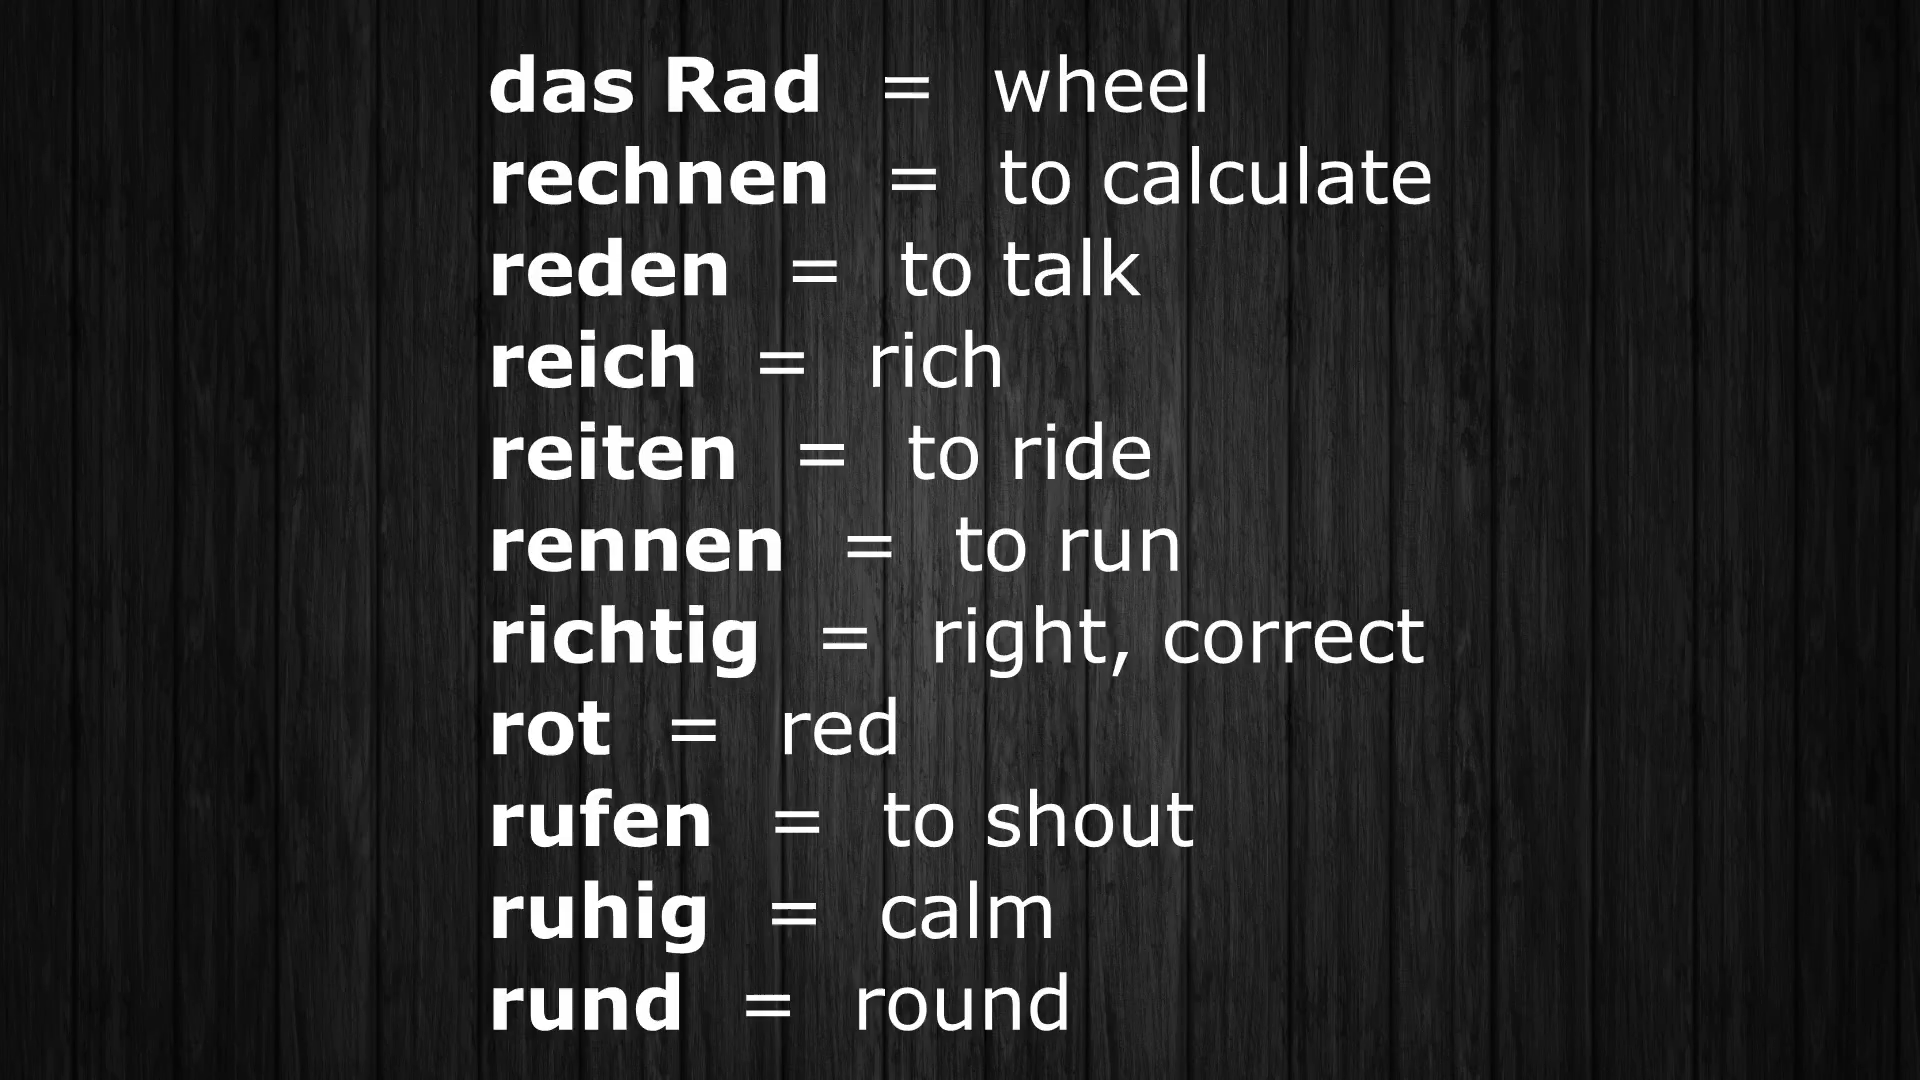 das Rad = wheel
rechnen = to calculate
reden = to talk
reich = rich
reiten = to ride
rennen = to run
richtig = right, correct
rot = red
rufen = to shout
ruhig = calm
rund = round